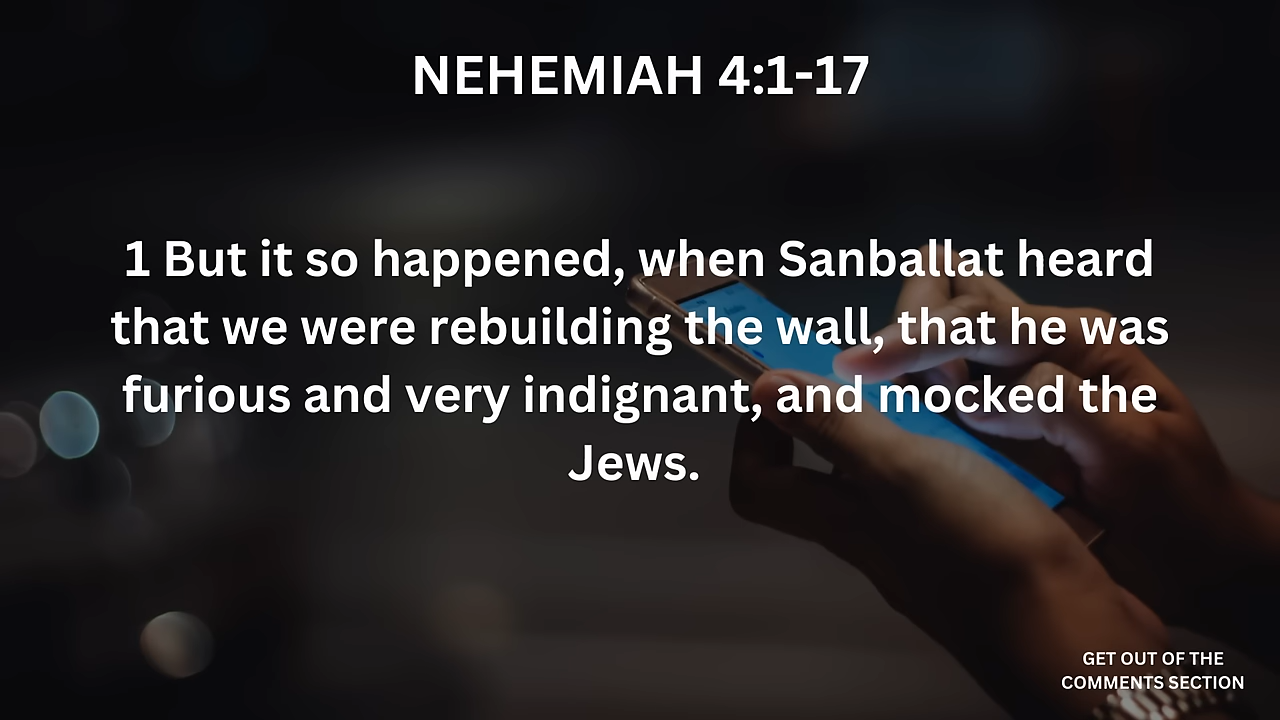 NEHEMIAH 4:1-17
1 But it so happened, when Sanballat heard
that we were rebuilding the wall, that he was
furious and very indignant, and mocked the
Jews.
GET OUT OF THE
COMMENTS SECTION